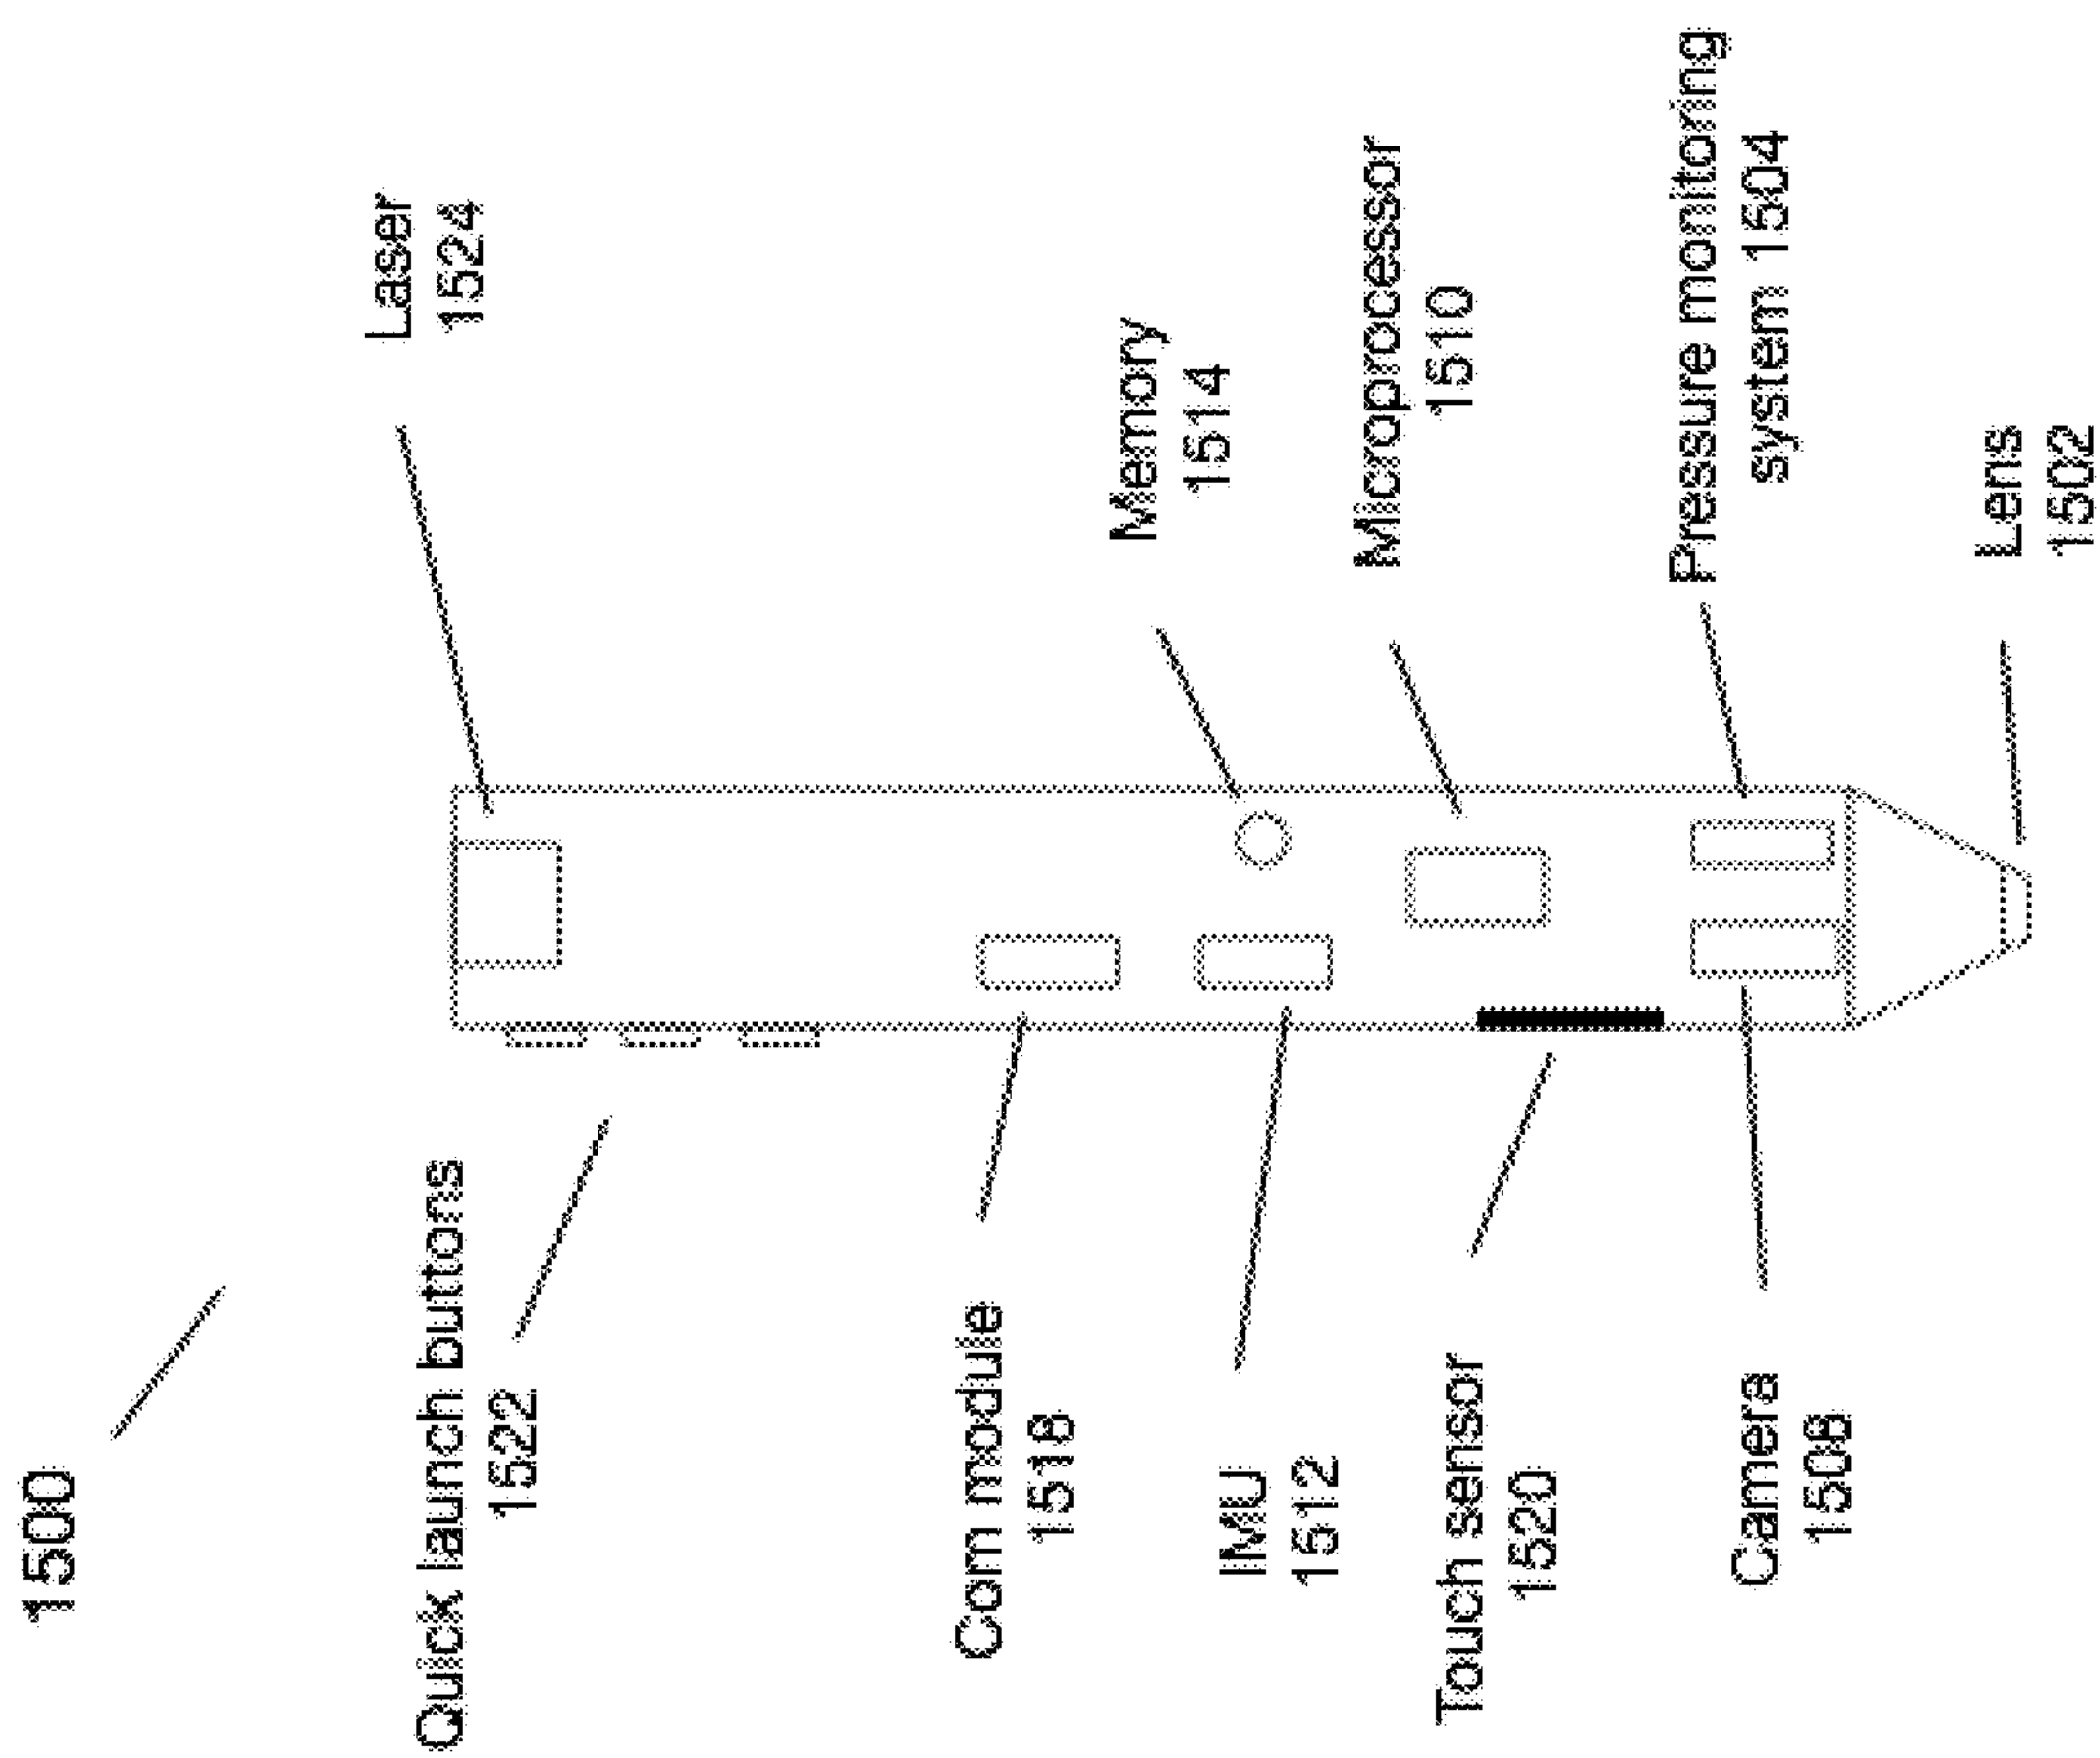 1500
Quick launch buttons
1522
Com module
1518
IMU
1512
Touch sensor
1520
Camera
1508
Laser
1524
Memory
1514
Microprocessor
1510
Pressure monitoring
system 1504
Lens
1502